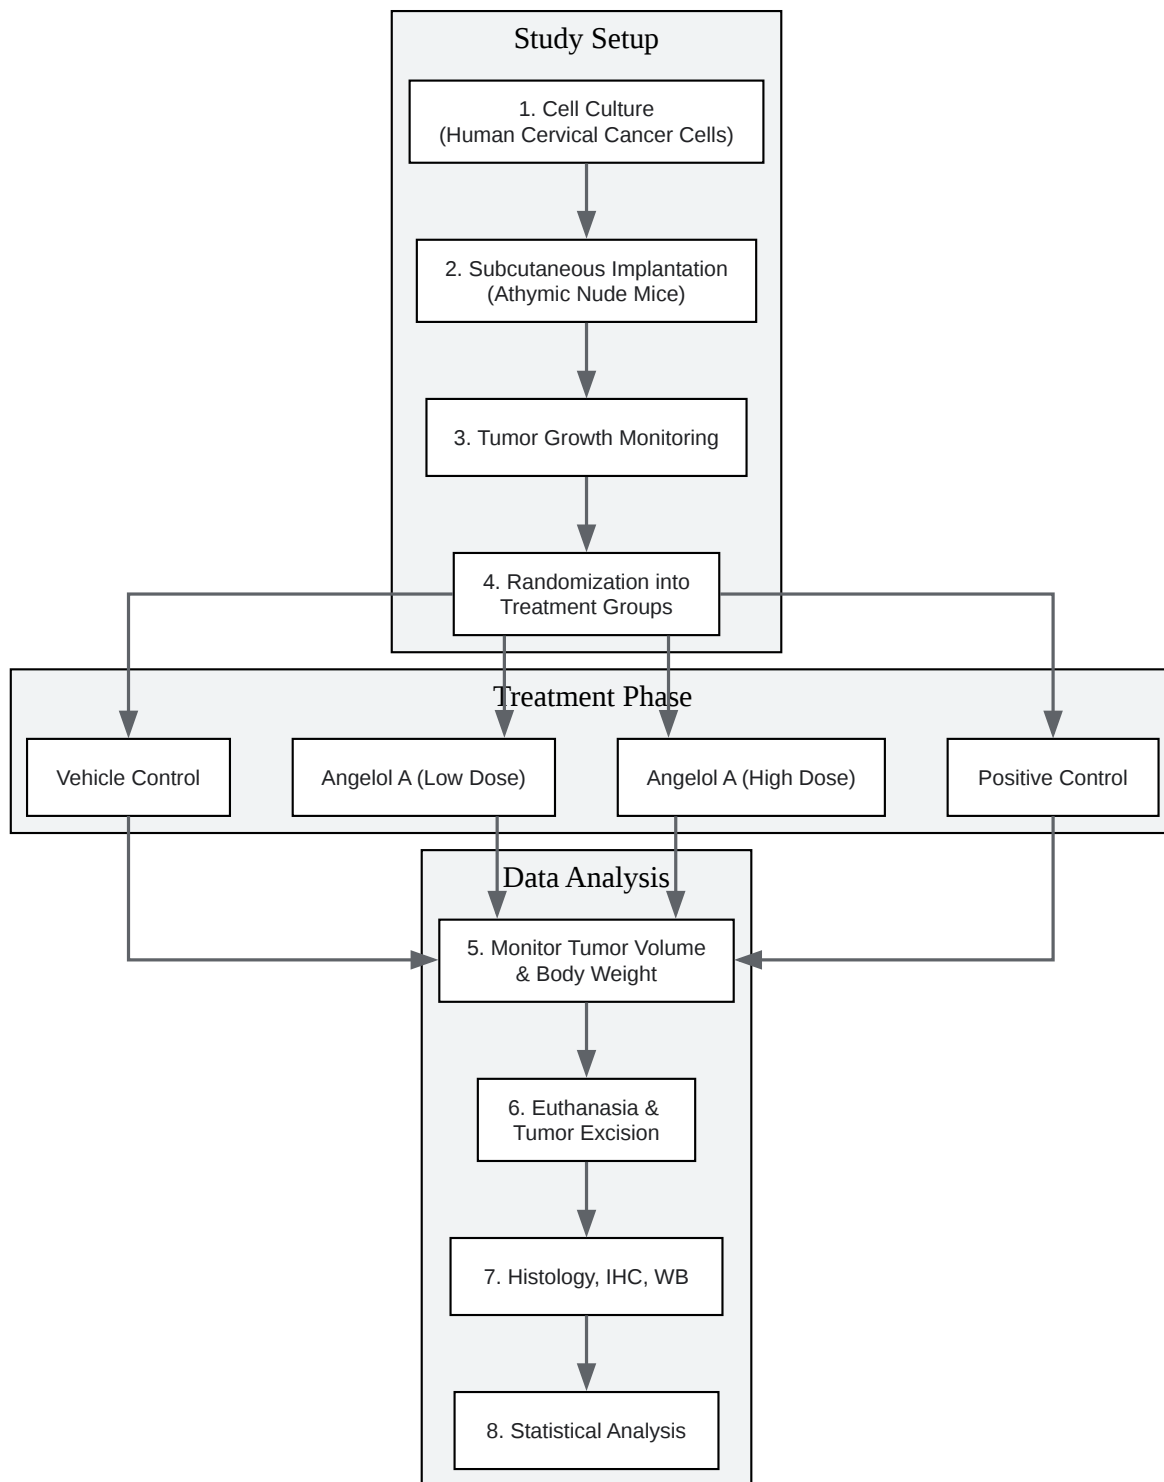 Study Setup
1. Cell Culture
(Human Cervical Cancer Cells)
2. Subcutaneous Implantation
(Athymic Nude Mice)
3. Tumor Growth Monitoring
4. Randomization into
Treatment Groups
Treatment Phase
Vehicle Control
Angelol A (Low Dose)
Angelol A (High Dose)
Positive Control
Data Analysis
5. Monitor Tumor Volume
& Body Weight
6. Euthanasia &
Tumor Excision
7. Histology, IHC, WB
8. Statistical Analysis